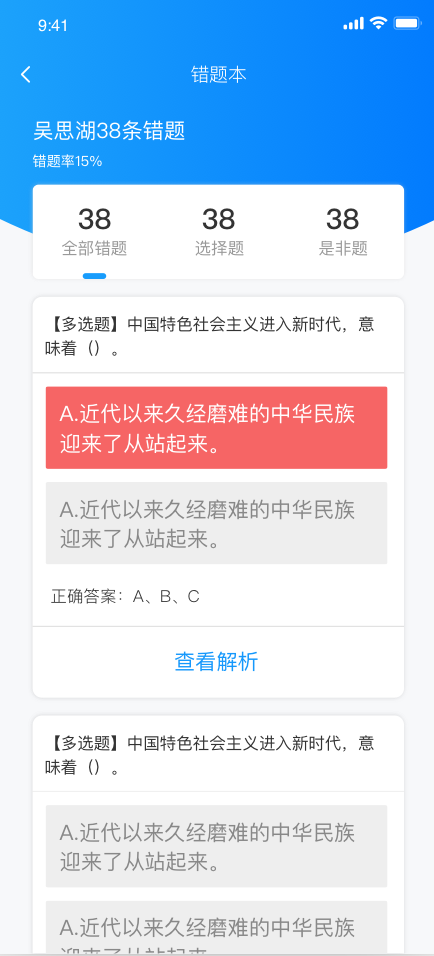 9:41
错题本
吴思湖38条错题
错题率15%
38 38 38
全部错题 选择题 是非题
【多选题】中国特色社会主义进入新时代，意
味着（）。
A.近代以来久经磨难的中华民族
迎来了从站起来。
A.近代以来久经磨难的中华民族
迎来了从站起来。
正确答案：A、B、C
查看解析
【多选题】中国特色社会主义进入新时代，意
味着（）。
A.近代以来久经磨难的中华民族
迎来了从站起来。
A.近代以来久经磨难的中华民族